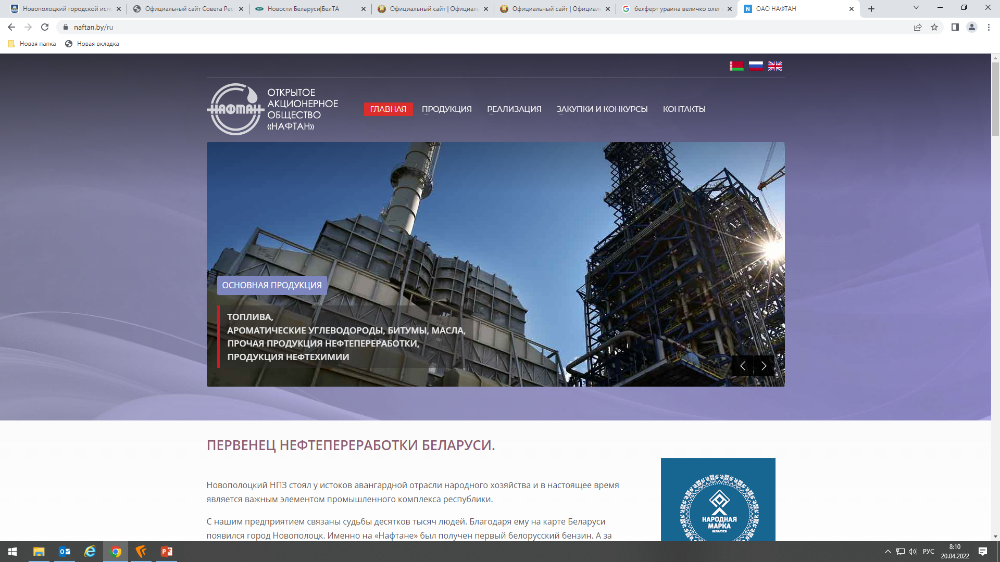 Новополоцкий городской исп
Официальный сайт Совета Рес
Новости Беларуси|БелТА
Официальный сайт | Официаль
Официальный сайт | Официаль
белферт ураина величко олег
ОАО НАФТАН
naftan.by/ru
Новая папка
Новая вкладка
НАФТАН
ОТКРЫТОЕ
АКЦИОНЕРНОЕ
ОБЩЕСТВО
«НАФТАН»
ГЛАВНАЯ
ПРОДУКЦИЯ
РЕАЛИЗАЦИЯ
ЗАКУПКИ И КОНКУРСЫ
КОНТАКТЫ
ОСНОВНАЯ ПРОДУКЦИЯ
ТОПЛИВА,
АРОМАТИЧЕСКИЕ УГЛЕВОДОРОДЫ, БИТУМЫ, МАСЛА,
ПРОЧАЯ ПРОДУКЦИЯ НЕФТЕПЕРЕРАБОТКИ,
ПРОДУКЦИЯ НЕФТЕХИМИИ
ПЕРВЕНЕЦ НЕФТЕПЕРЕРАБОТКИ БЕЛАРУСИ.
Новополоцкий НПЗ стоял у истоков авангардной отрасли народного хозяйства и в настоящее время
является важным элементом промышленного комплекса республики.
С нашим предприятием связаны судьбы десятков тысяч людей. Благодаря ему на карте Беларуси
появился город Новополоцк. Именно на «Нафтане» был получен первый белорусский бензин. А за
НАРОДНАЯ
МАРКА
БЕЛАРУСИ
РУС
8:10
20.04.2022